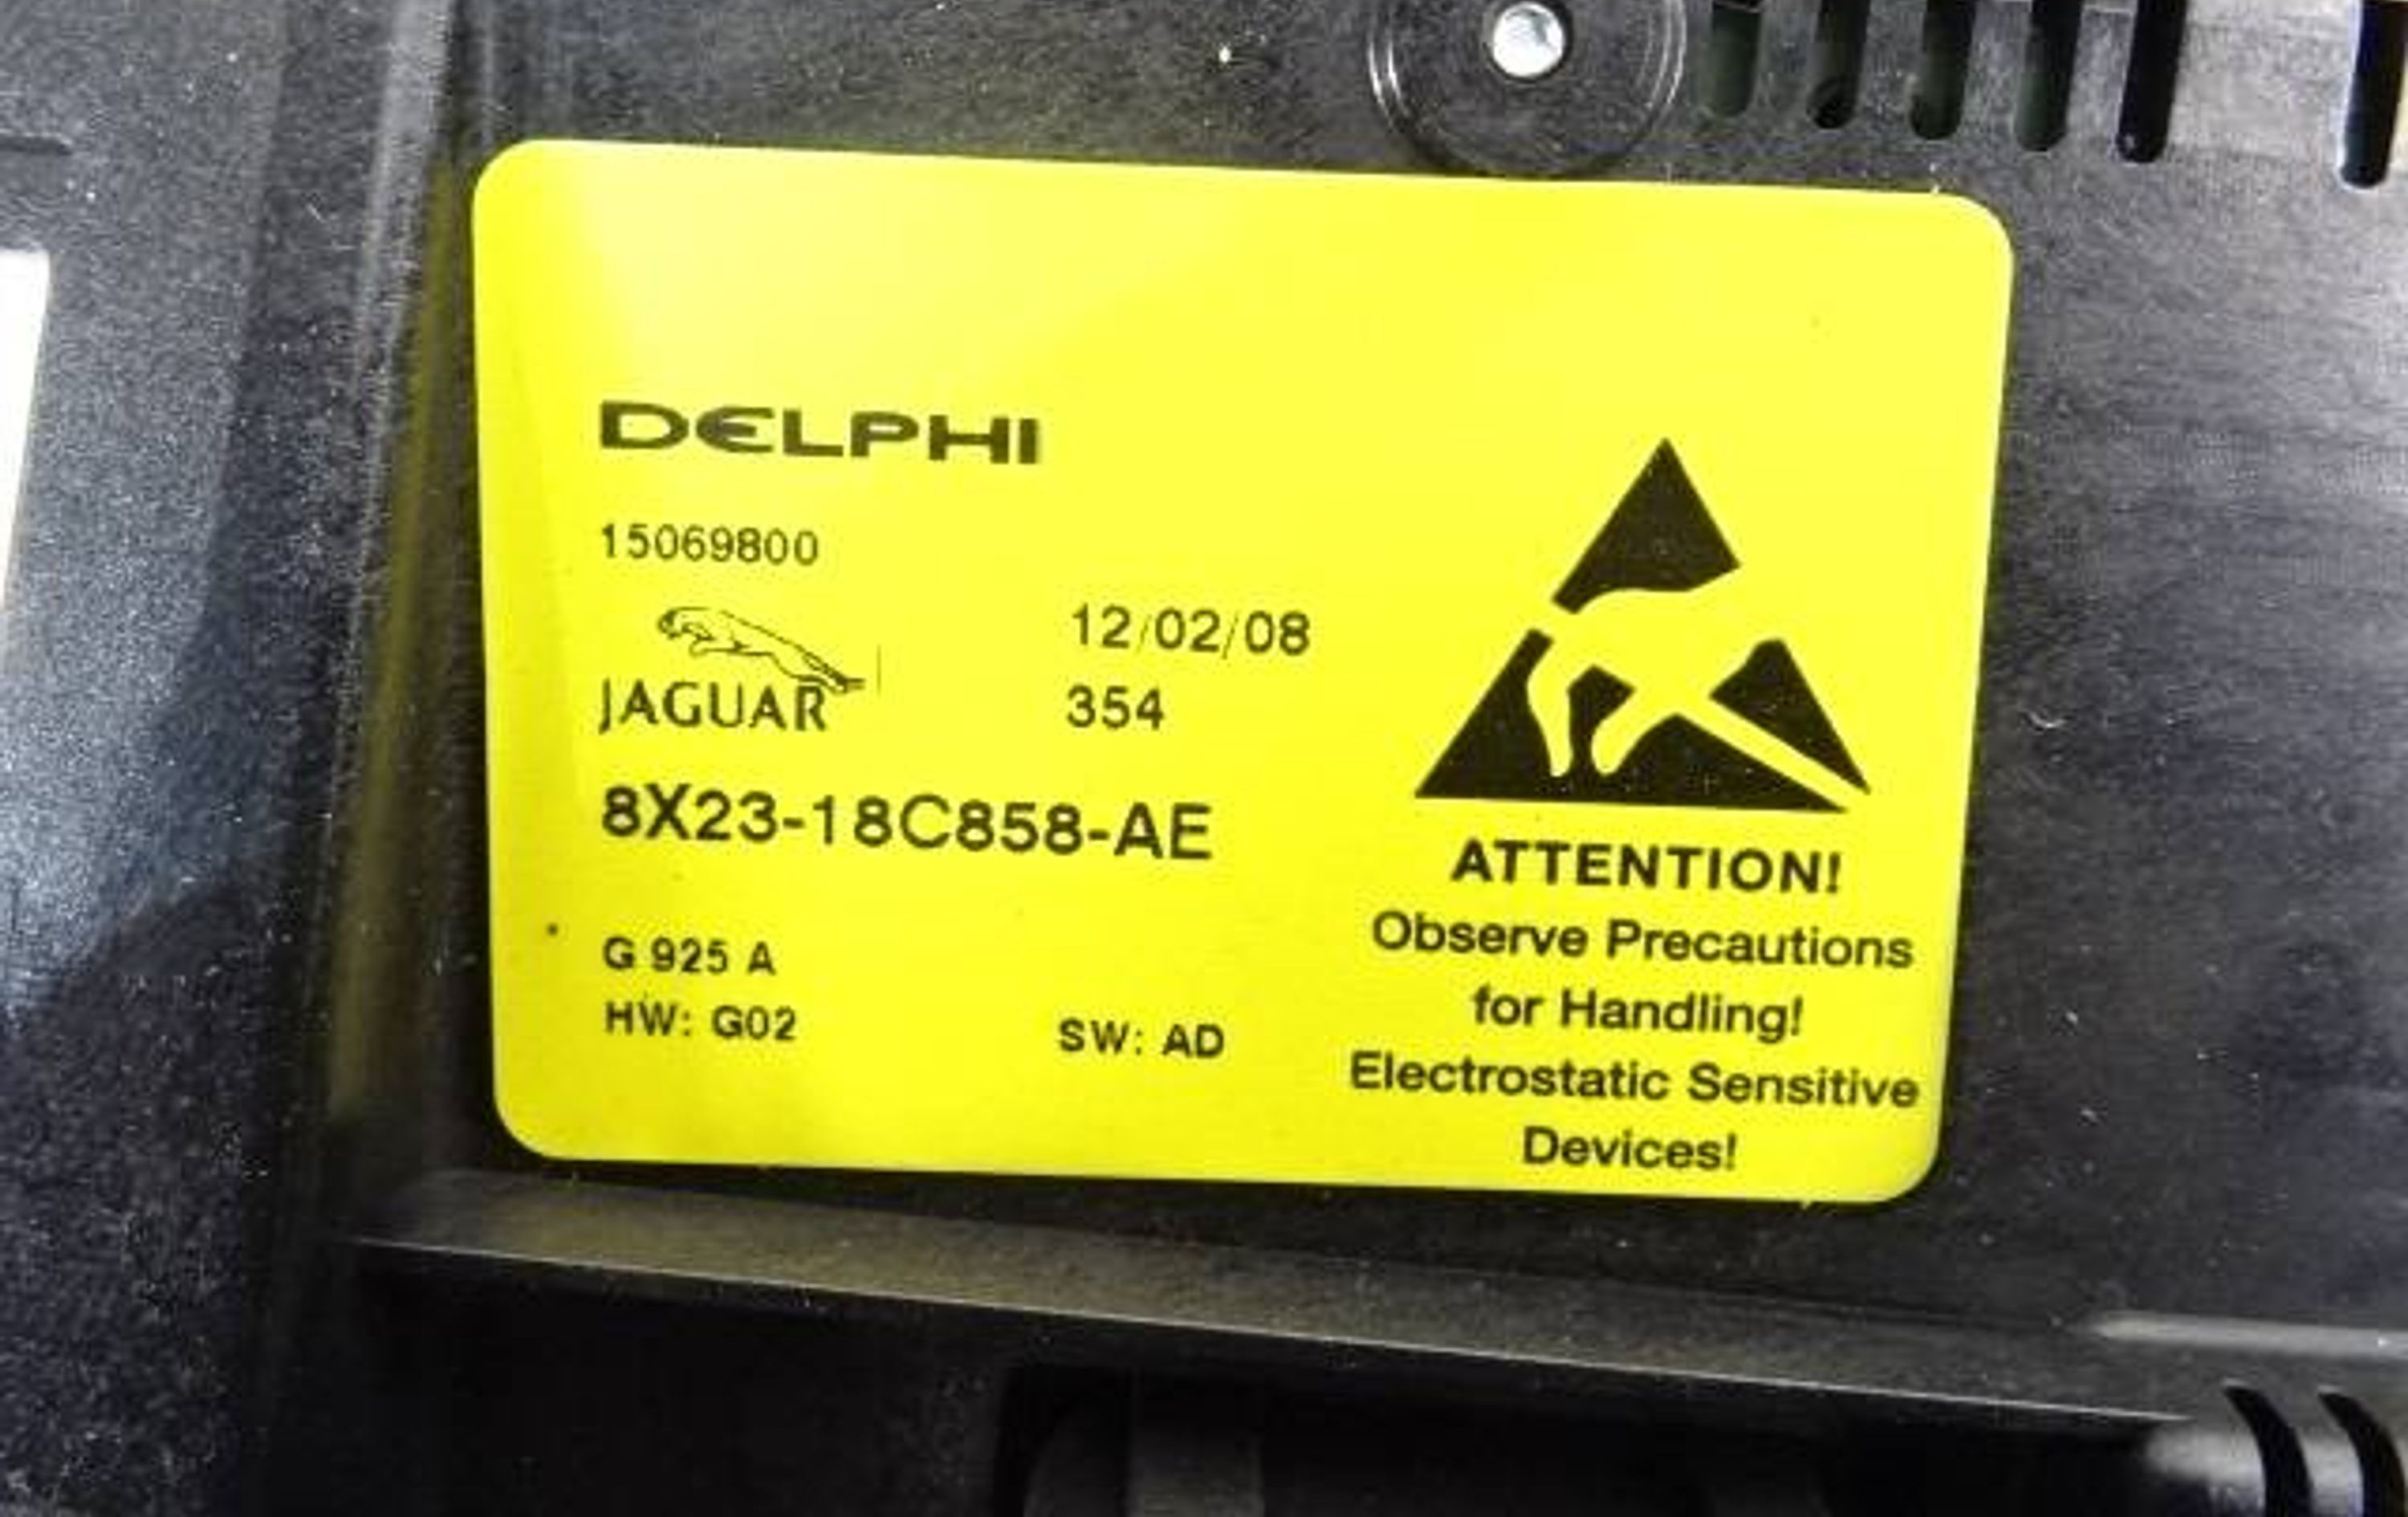 DELPHI
15069800
12/02/08
JAGUAR
354
8X23-18C858-AE
G 925 A
HW: G02
SW: AD
ATTENTION!
Observe Precautions
for Handling!
Electrostatic Sensitive
Devices!